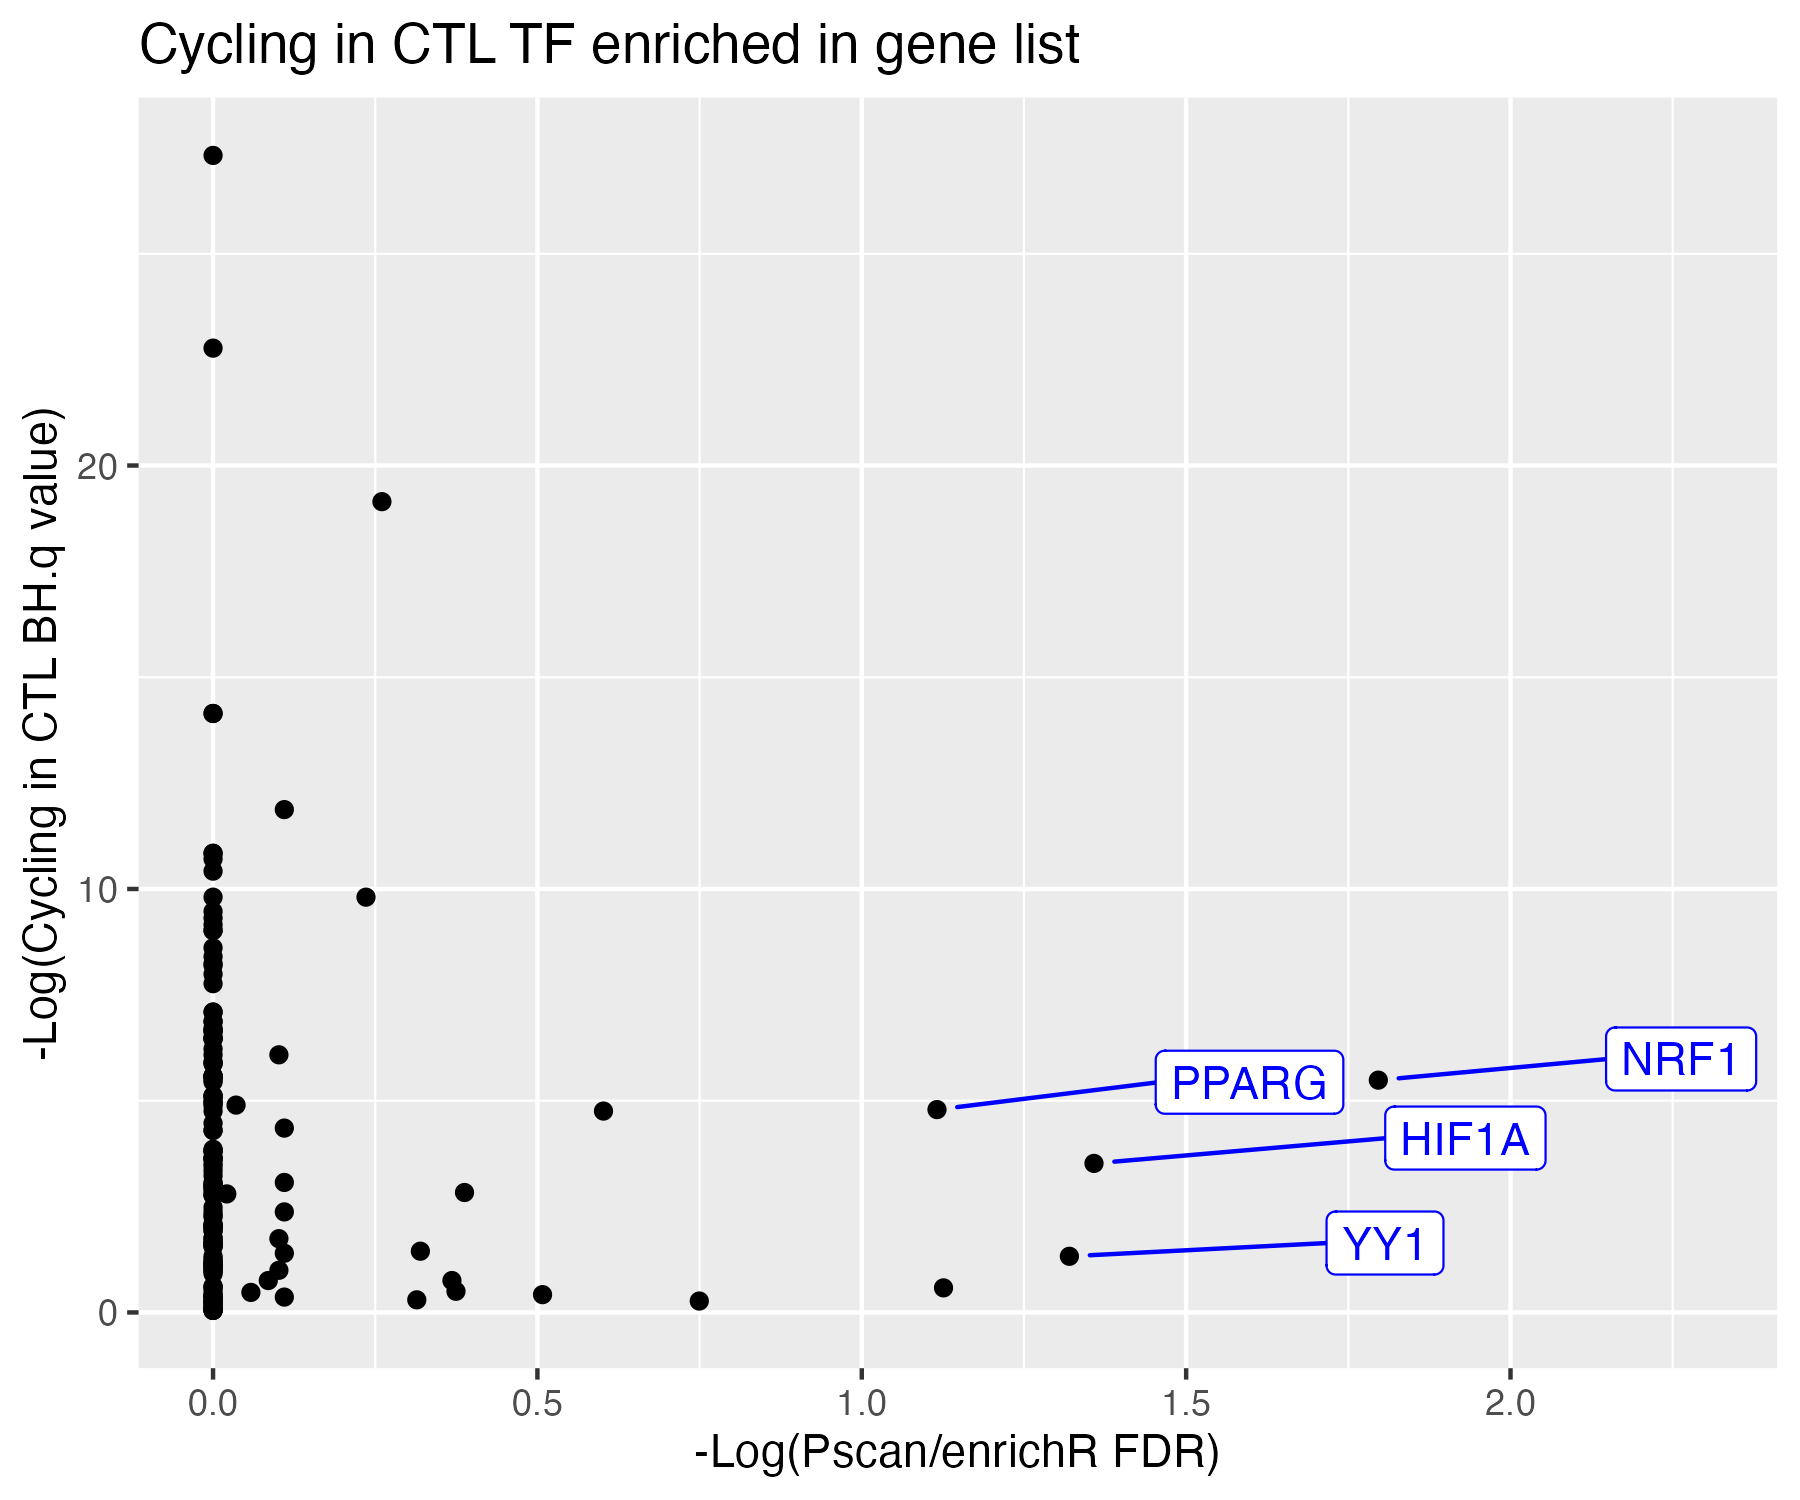 Cycling in CTL TF enriched in gene list
-Log(Cycling in CTL BH.q value)
20
10
0
PPARG
NRF1
HIF1A
YY1
0.0
0.5
1.0
1.5
2.0
-Log(Pscan/enrichR FDR)